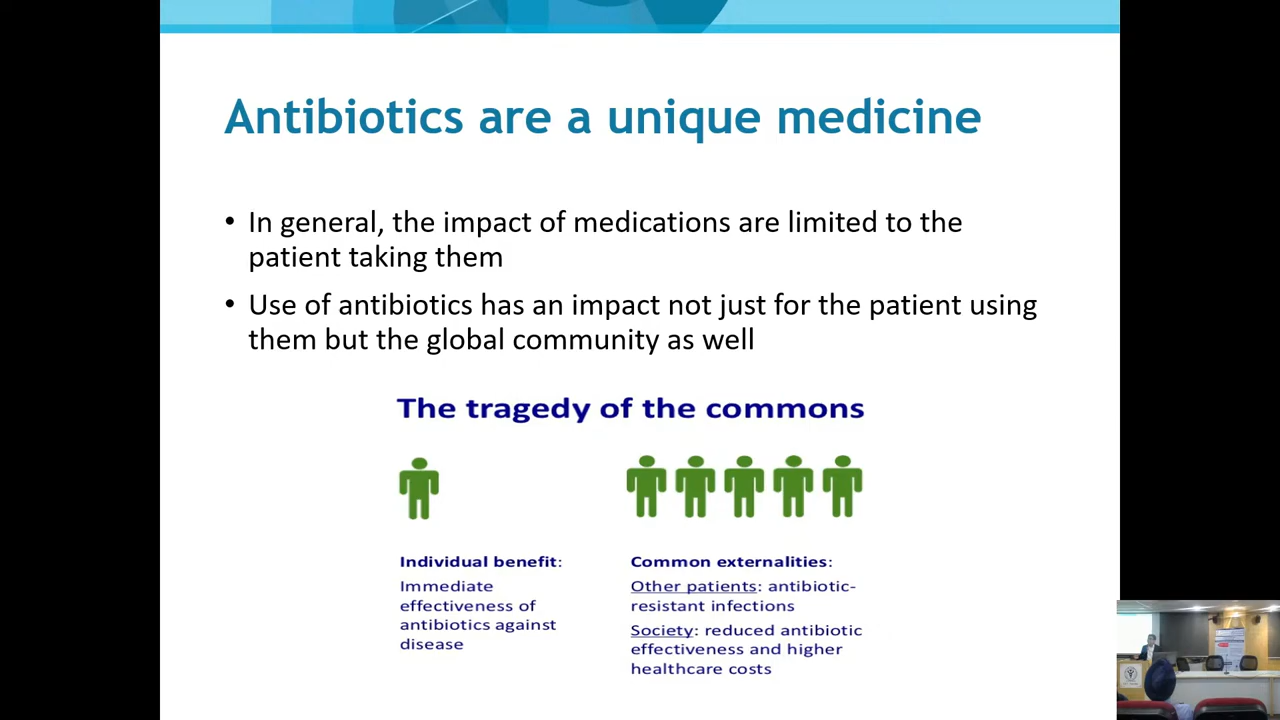 Antibiotics are a unique medicine
• In general, the impact of medications are limited to the
patient taking them
• Use of antibiotics has an impact not just for the patient using
them but the global community as well
The tragedy of the commons
Individual benefit:
Immediate
effectiveness of
antibiotics against
disease
Common externalities:
Other patients: antibiotic-
resistant infections
Society: reduced antibiotic
effectiveness and higher
healthcare costs